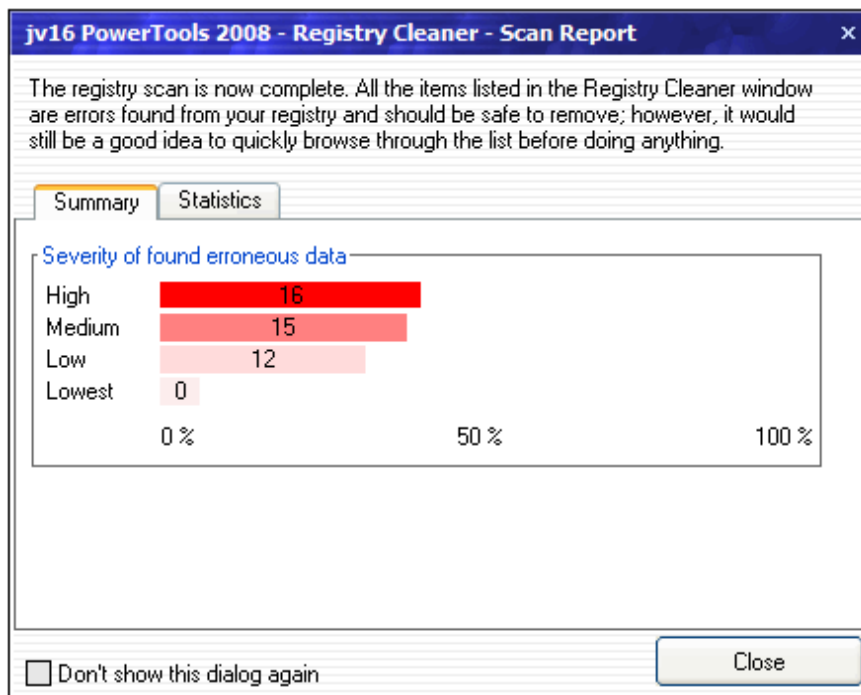 jv16 PowerTools 2008 - Registry Cleaner - Scan Report
The registry scan is now complete. All the items listed in the Registry Cleaner window
are errors found from your registry and should be safe to remove; however, it would
still be a good idea to quickly browse through the list before doing anything.
Summary Statistics
Severity of found erroneous data
High 16
Medium 15
Low 12
Lowest 0
0 % 50 % 100 %
Don't show this dialog again Close